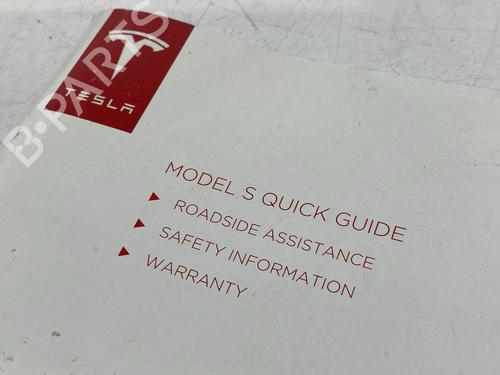 B-PARTS
TESLA
MODEL S QUICK GUIDE
ROADSIDE ASSISTANCE
SAFETY INFORMATION
WARRANTY